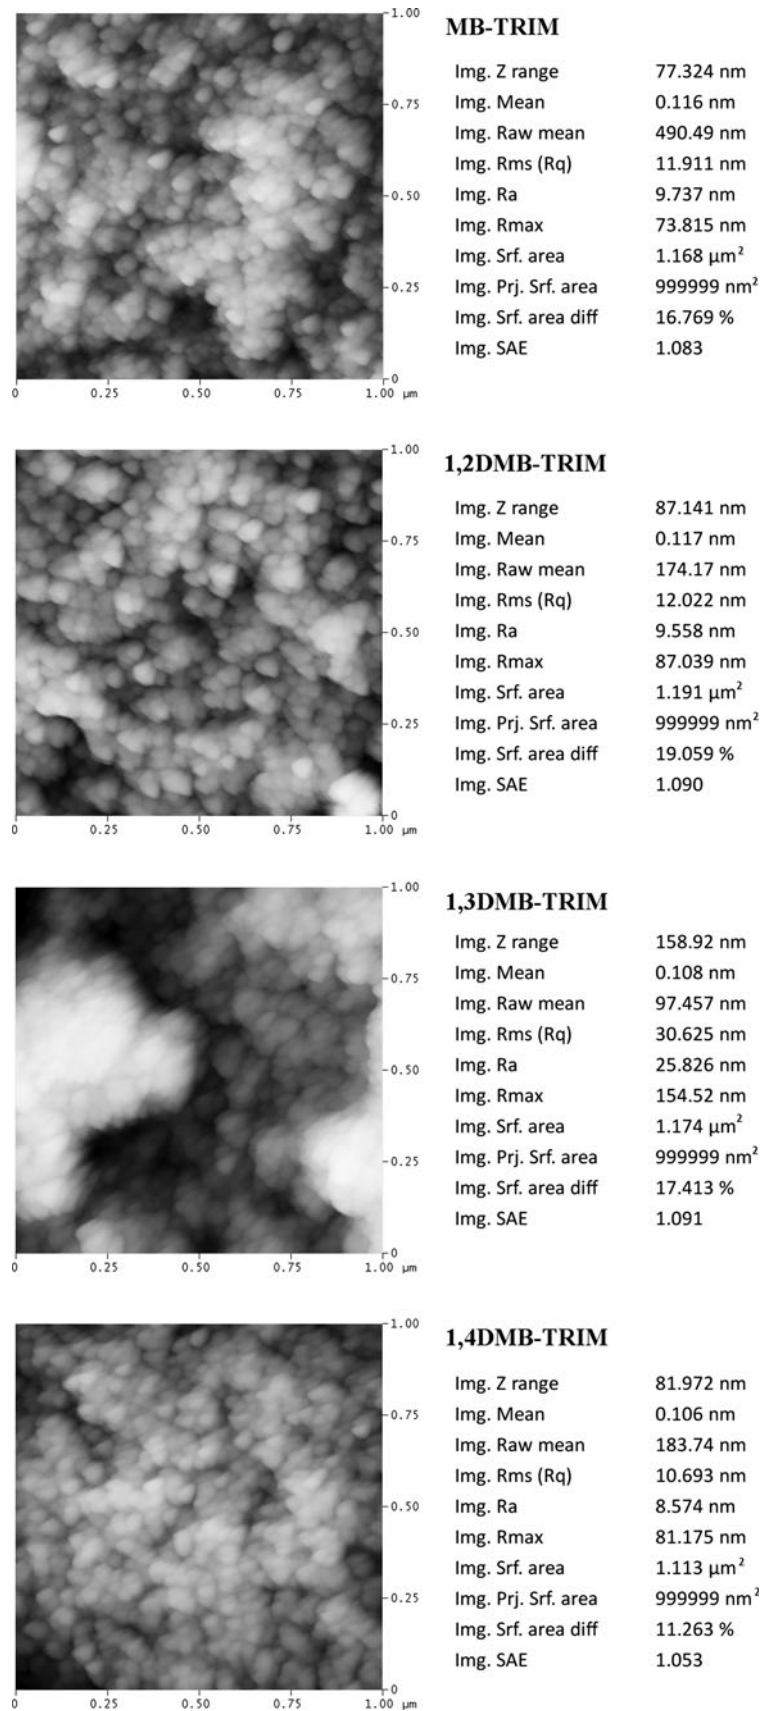 MB-TRIM
Img. Z range 77.324 nm
Img. Mean 0.116 nm
Img. Raw mean 490.49 nm
Img. Rms (Rq) 11.911 nm
Img. Ra 9.737 nm
Img. Rmax 73.815 nm
Img. Srf. area 1.168 µm²
Img. Prj. Srf. area 999999 nm²
Img. Srf. area diff 16.769 %
Img. SAE 1.083
1.00
0.75
0.50
0.25
0
0 0.25 0.50 0.75 1.00 µm
1,2DMB-TRIM
Img. Z range 87.141 nm
Img. Mean 0.117 nm
Img. Raw mean 174.17 nm
Img. Rms (Rq) 12.022 nm
Img. Ra 9.558 nm
Img. Rmax 87.039 nm
Img. Srf. area 1.191 µm²
Img. Prj. Srf. area 999999 nm²
Img. Srf. area diff 19.059 %
Img. SAE 1.090
1.00
0.75
0.50
0.25
0
0 0.25 0.50 0.75 1.00 µm
1,3DMB-TRIM
Img. Z range 158.92 nm
Img. Mean 0.108 nm
Img. Raw mean 97.457 nm
Img. Rms (Rq) 30.625 nm
Img. Ra 25.826 nm
Img. Rmax 154.52 nm
Img. Srf. area 1.174 µm²
Img. Prj. Srf. area 999999 nm²
Img. Srf. area diff 17.413 %
Img. SAE 1.091
1.00
0.75
0.50
0.25
0
0 0.25 0.50 0.75 1.00 µm
1,4DMB-TRIM
Img. Z range 81.972 nm
Img. Mean 0.106 nm
Img. Raw mean 183.74 nm
Img. Rms (Rq) 10.693 nm
Img. Ra 8.574 nm
Img. Rmax 81.175 nm
Img. Srf. area 1.113 µm²
Img. Prj. Srf. area 999999 nm²
Img. Srf. area diff 11.263 %
Img. SAE 1.053
1.00
0.75
0.50
0.25
0
0 0.25 0.50 0.75 1.00 µm